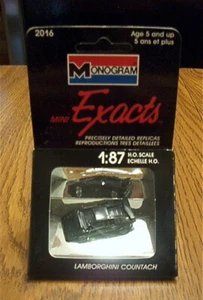 2016
Age 5 and up
5 ans et plus
MONOGRAM
MINI Exacts
PRECISELY DETAILED REPLICAS
REPRODUCTIONS TRES DETAILLEES
1:87 H.O. SCALE
ECHELLE H.O.
LAMBORGHINI COUNTACH